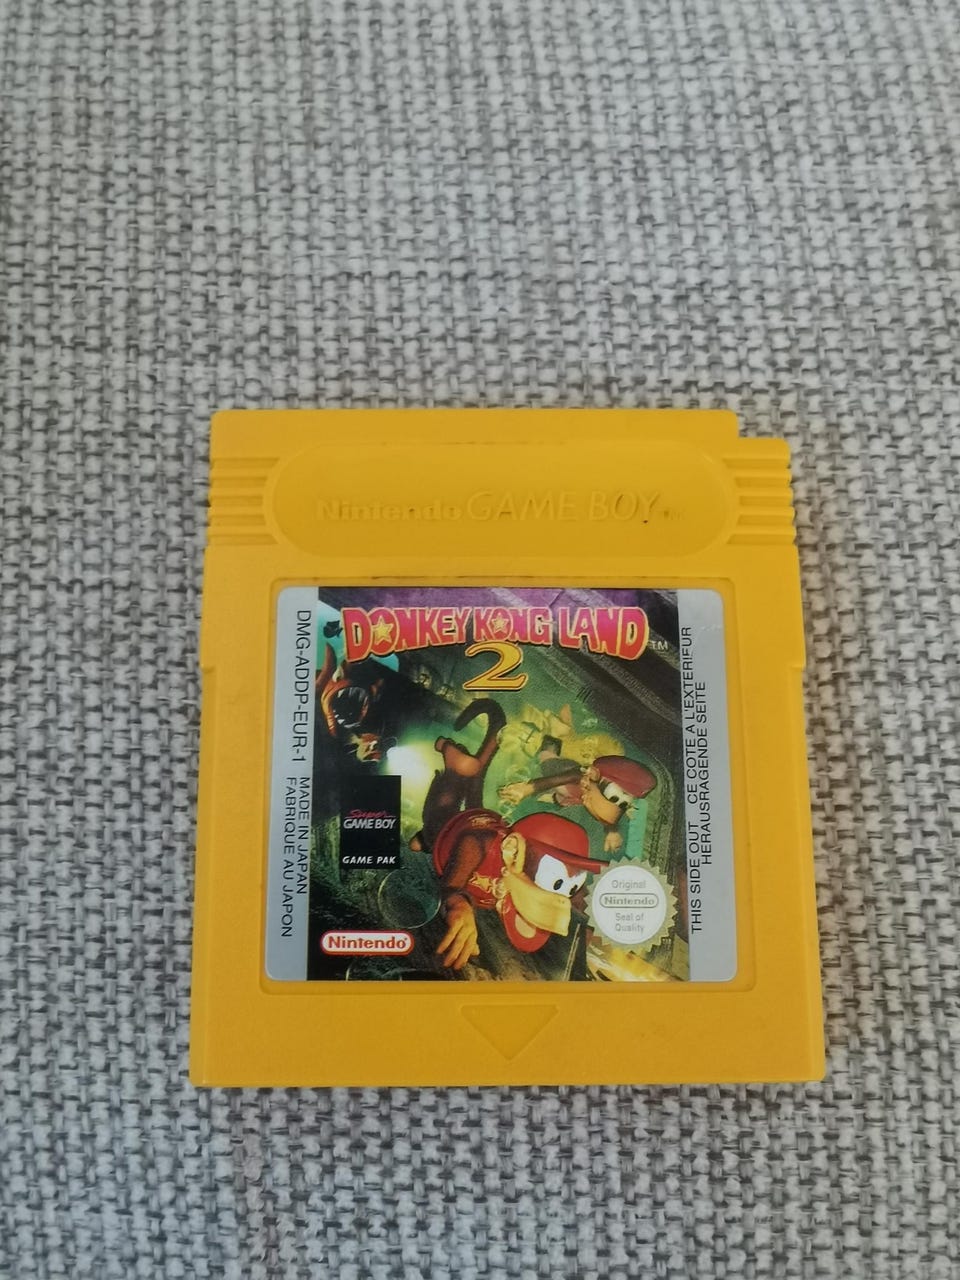 Nintendo GAME BOY TM
DONKEY KONG LAND TM
2
DMG-ADDP-EUR-1
MADE IN JAPAN
FABRIQUE AU JAPON
Super
GAME BOY
GAME PAK
Nintendo
Original
Nintendo
Seal of
Quality
THIS SIDE OUT CE COTE A L'EXTERIEUR
HERAUSRAGENDE SEITE